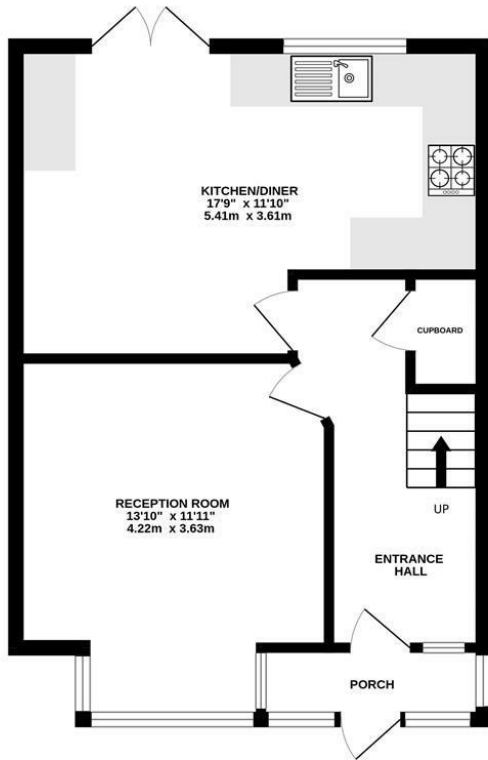 KITCHEN/DINER
17'9" x 11'10"
5.41m x 3.61m
CUPBOARD
RECEPTION ROOM
13'10" x 11'11"
4.22m x 3.63m
UP
ENTRANCE
HALL
PORCH